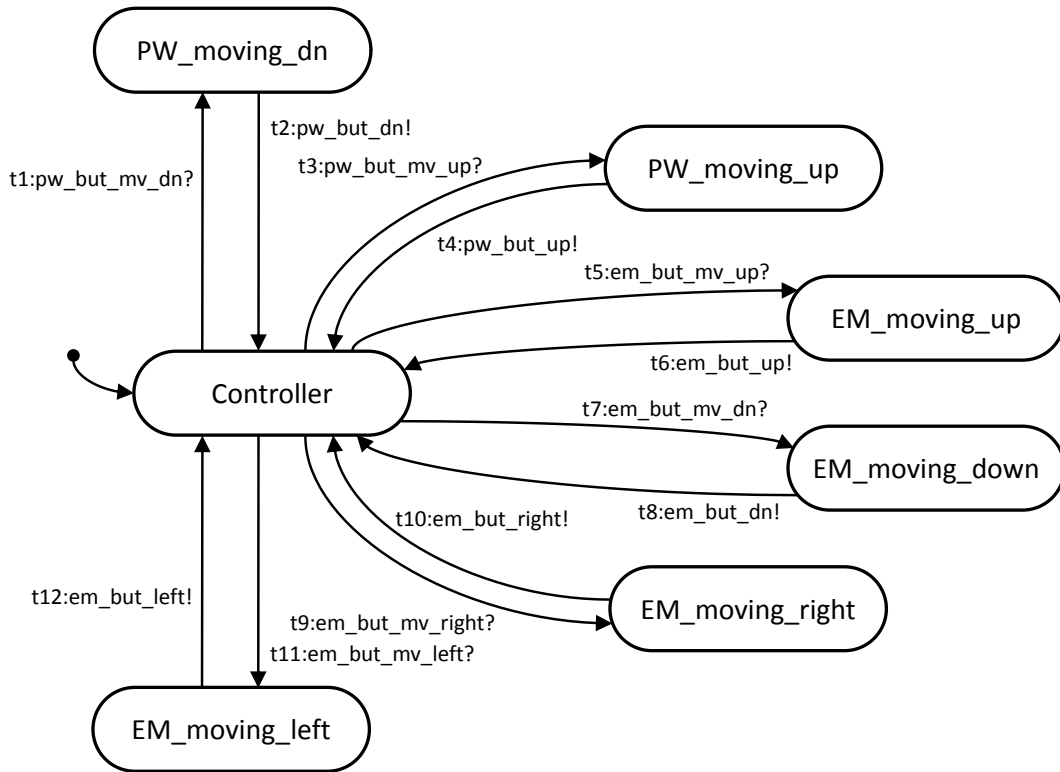 PW_moving_dn
t2:pw_but_dn!
t3:pw_but_mv_up?
t1:pw_but_mv_dn?
PW_moving_up
t4:pw_but_up!
t5:em_but_mv_up?
EM_moving_up
t6:em_but_up!
Controller
t7:em_but_mv_dn?
EM_moving_down
t8:em_but_dn!
t10:em_but_right!
t12:em_but_left!
EM_moving_right
t9:em_but_mv_right?
t11:em_but_mv_left?
EM_moving_left